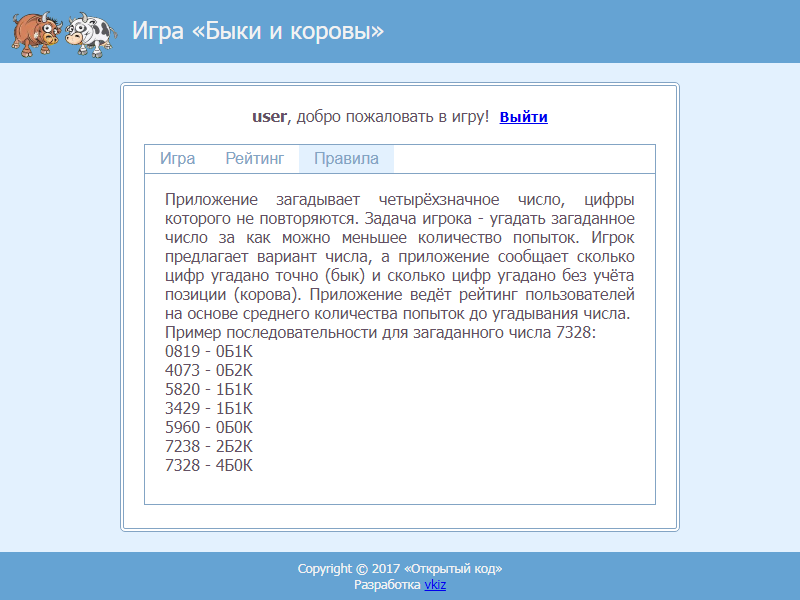 Игра «Быки и коровы»
user, добро пожаловать в игру! Выйти
Игра Рейтинг Правила
Приложение загадывает четырёхзначное число, цифры
которого не повторяются. Задача игрока - угадать загаданное
число за как можно меньшее количество попыток. Игрок
предлагает вариант числа, а приложение сообщает сколько
цифр угадано точно (бык) и сколько цифр угадано без учёта
позиции (корова). Приложение ведёт рейтинг пользователей
на основе среднего количества попыток до угадывания числа.
Пример последовательности для загаданного числа 7328:
0819 - 0Б1К
4073 - 0Б2К
5820 - 1Б1К
3429 - 1Б1К
5960 - 0Б0К
7238 - 2Б2К
7328 - 4Б0К
Copyright © 2017 «Открытый код»
Разработка vkiz